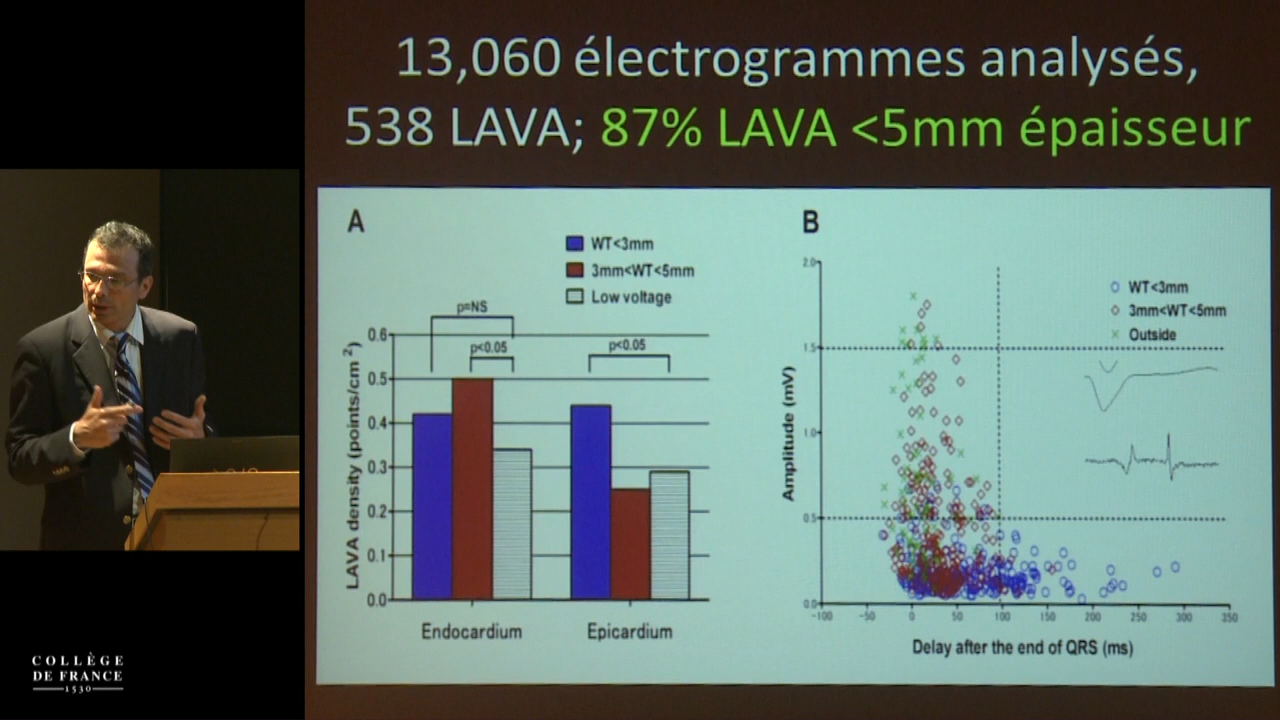 13,060 électrogrammes analysés,
538 LAVA; 87% LAVA <5mm épaisseur
A
WT<3mm
3mm<WT<5mm
Low voltage
p=NS
p<0.05
p<0.05
LAVA density (points/cm²)
0.6
0.5
0.4
0.3
0.2
0.1
0.0
Endocardium
Epicardium
B
WT<3mm
3mm<WT<5mm
Outside
Amplitude (mV)
2.0
1.5
1.0
0.5
0.0
-100
-50
0
50
100
150
200
250
300
350
Delay after the end of QRS (ms)
COLLÈGE
DE FRANCE
1530